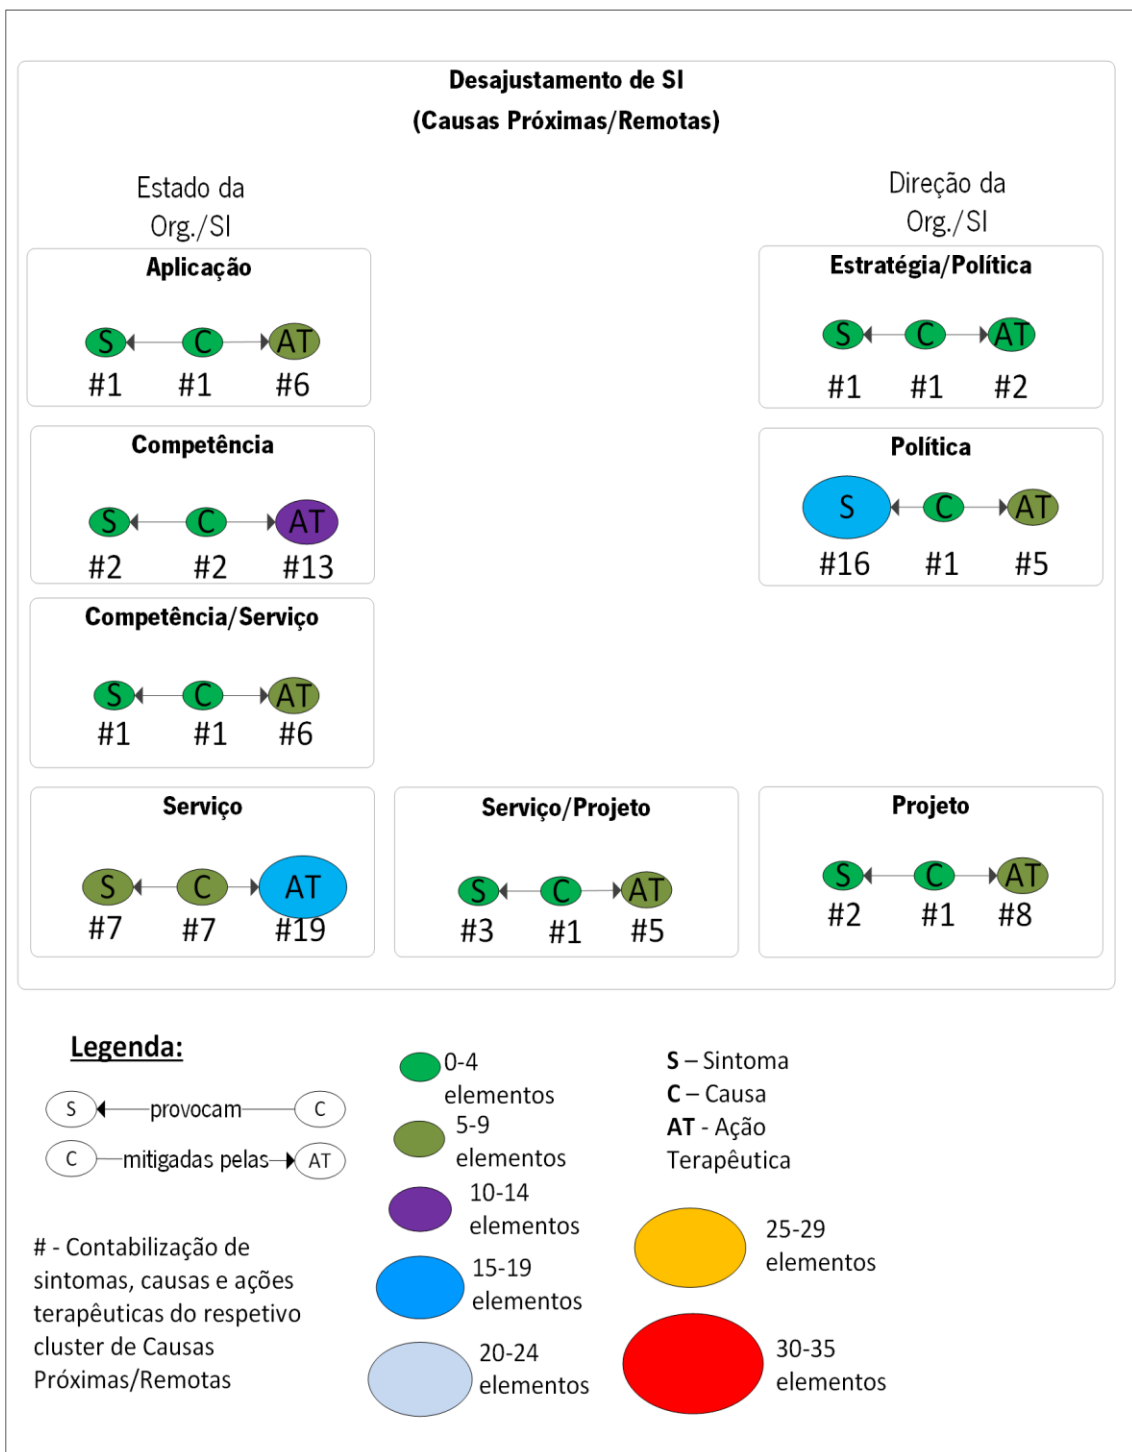 Desajustamento de SI
(Causas Próximas/Remotas)
Estado da
Org./SI
Direção da
Org./SI
Aplicação
S C AT
#1 #1 #6
Estratégia/Política
S C AT
#1 #1 #2
Competência
S C AT
#2 #2 #13
Política
S C AT
#16 #1 #5
Competência/Serviço
S C AT
#1 #1 #6
Serviço
S C AT
#7 #7 #19
Serviço/Projeto
S C AT
#3 #1 #5
Projeto
S C AT
#2 #1 #8
Legenda:
S provocam C
C mitigadas pelas AT
# - Contabilização de
sintomas, causas e ações
terapêuticas do respetivo
cluster de Causas
Próximas/Remotas
0-4
elementos
5-9
elementos
10-14
elementos
15-19
elementos
20-24
elementos
S – Sintoma
C – Causa
AT - Ação
Terapêutica
25-29
elementos
30-35
elementos